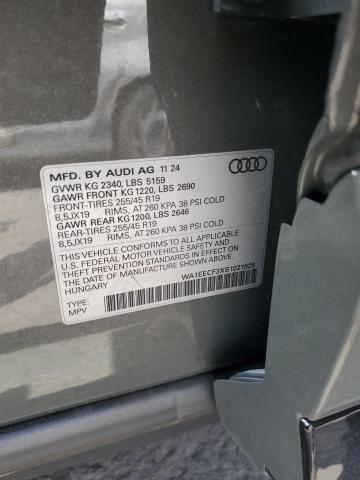 MFD. BY AUDI AG 11 24
GVWR KG 2340, LBS 5159
GAWR FRONT KG 1220, LBS 2690
FRONT-TIRES 255/45 R19
8,5JX19 RIMS, AT 260 KPA 38 PSI COLD
GAWR REAR KG1200, LBS 2646
REAR-TIRES 255/45 R19
8,5JX19 RIMS, AT 260 KPA 38 PSI COLD
THIS VEHICLE CONFORMS TO ALL APPLICABLE
FEDERAL MOTOR VEHICLE SAFETY AND THEFT
PREVENTION STANDARDS IN EFFECT ON
THE DATE OF MANUFACTURE SHOWN ABOVE.
HUNGARY
WA1EECF3XS1021925
TYPE:
MPV